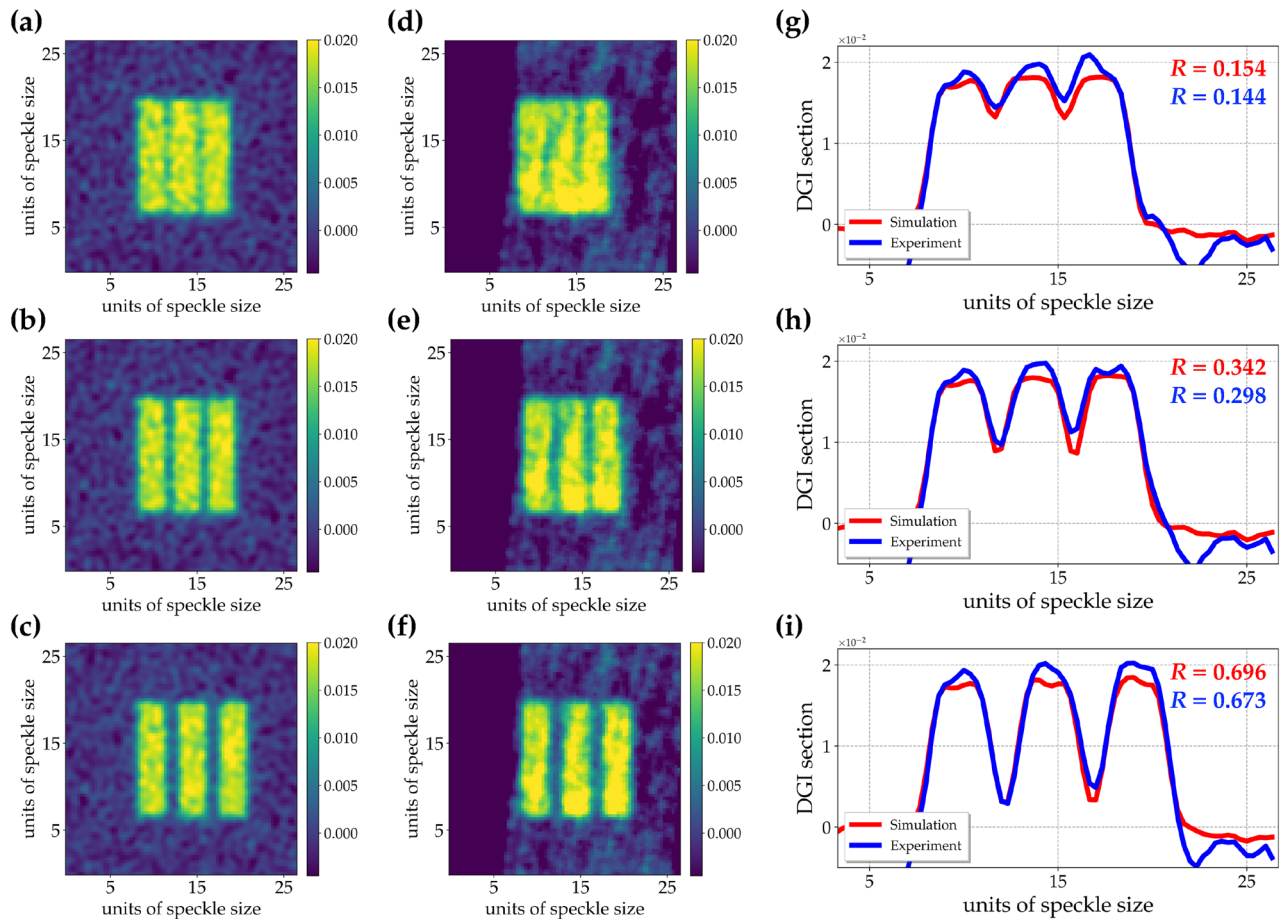 (a)
units of speckle size
25
15
5
5
15
25
units of speckle size
0.020
0.015
0.010
0.005
0.000
(d)
units of speckle size
25
15
5
5
15
25
units of speckle size
0.020
0.015
0.010
0.005
0.000
(g)
×10⁻²
DGI section
2
1
0
R = 0.154
R = 0.144
Simulation
Experiment
5
15
25
units of speckle size
(b)
units of speckle size
25
15
5
5
15
25
units of speckle size
0.020
0.015
0.010
0.005
0.000
(e)
units of speckle size
25
15
5
5
15
25
units of speckle size
0.020
0.015
0.010
0.005
0.000
(h)
×10⁻²
DGI section
2
1
0
R = 0.342
R = 0.298
Simulation
Experiment
5
15
25
units of speckle size
(c)
units of speckle size
25
15
5
5
15
25
units of speckle size
0.020
0.015
0.010
0.005
0.000
(f)
units of speckle size
25
15
5
5
15
25
units of speckle size
0.020
0.015
0.010
0.005
0.000
(i)
×10⁻²
DGI section
2
1
0
R = 0.696
R = 0.673
Simulation
Experiment
5
15
25
units of speckle size